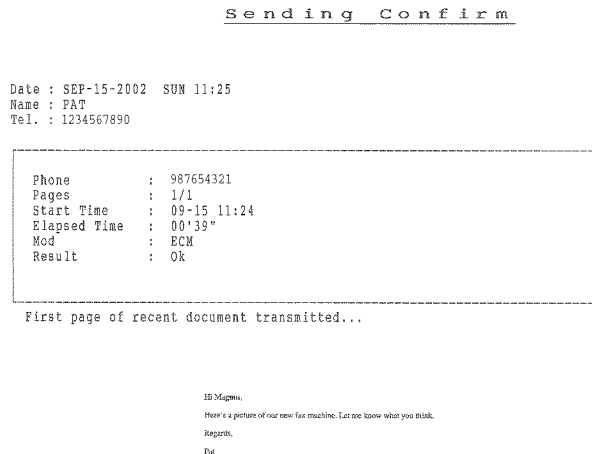 Sending Confirm
Date : SEP-15-2002 SUN 11:25
Name : PAT
Tel. : 1234567890
Phone : 987654321
Pages : 1/1
Start Time : 09-15 11:24
Elapsed Time : 00'39"
Mod : ECM
Result : Ok
First page of recent document transmitted...
Hi Magnus,
Here's a picture of our new fax machine. Let me know what you think.
Regards,
Pat